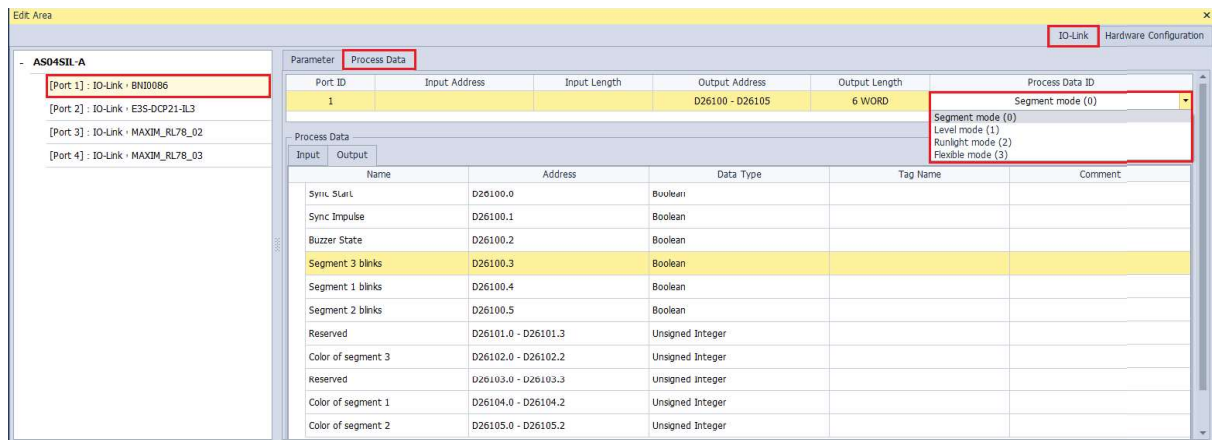 Edit Area ×
IO-Link Hardware Configuration
- AS04SIL-A
[Port 1] : IO-Link , BNI0086
[Port 2] : IO-Link , E3S-DCP21-IL3
[Port 3] : IO-Link , MAXIM_RL78_02
[Port 4] : IO-Link , MAXIM_RL78_03
Parameter Process Data
Port ID Input Address Input Length Output Address Output Length Process Data ID
1 D26100 - D26105 6 WORD Segment mode (0)
Segment mode (0)
Level mode (1)
Runlight mode (2)
Flexible mode (3)
Process Data
Input Output
Name Address Data Type Tag Name Comment
Sync Start D26100.0 Boolean
Sync Impulse D26100.1 Boolean
Buzzer State D26100.2 Boolean
Segment 3 blinks D26100.3 Boolean
Segment 1 blinks D26100.4 Boolean
Segment 2 blinks D26100.5 Boolean
Reserved D26101.0 - D26101.3 Unsigned Integer
Color of segment 3 D26102.0 - D26102.2 Unsigned Integer
Reserved D26103.0 - D26103.3 Unsigned Integer
Color of segment 1 D26104.0 - D26104.2 Unsigned Integer
Color of segment 2 D26105.0 - D26105.2 Unsigned Integer